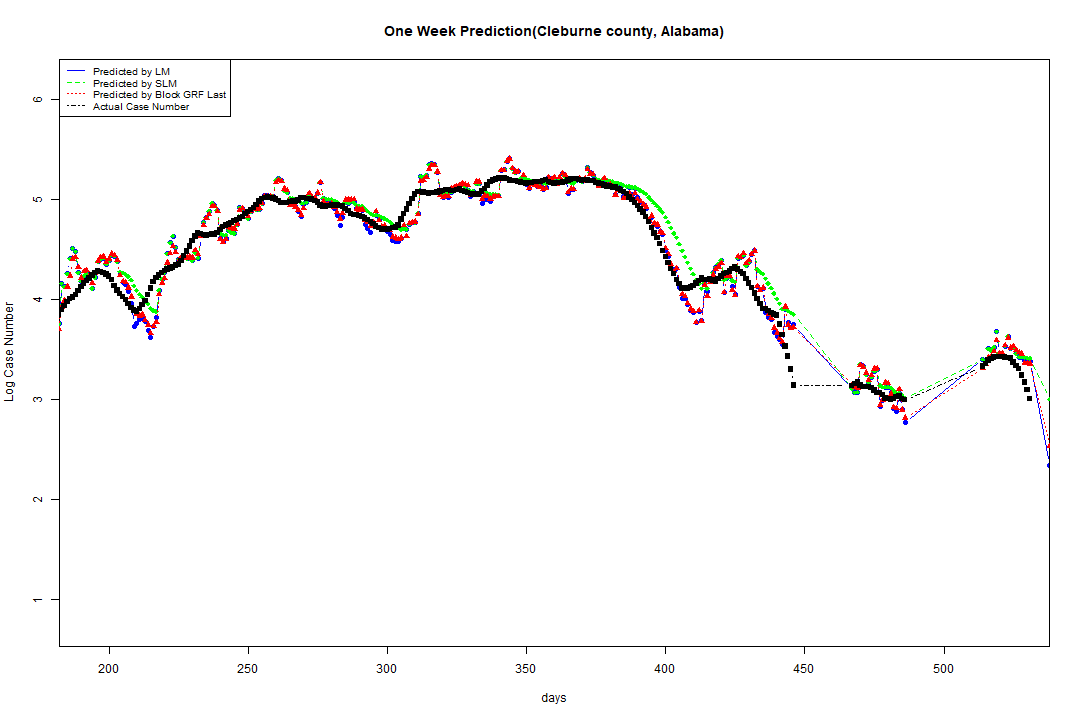 One Week Prediction(Cleburne county, Alabama)
Predicted by LM
Predicted by SLM
Predicted by Block GRF Last
Actual Case Number
Log Case Number
6
5
4
3
2
1
200 250 300 350 400 450 500
days